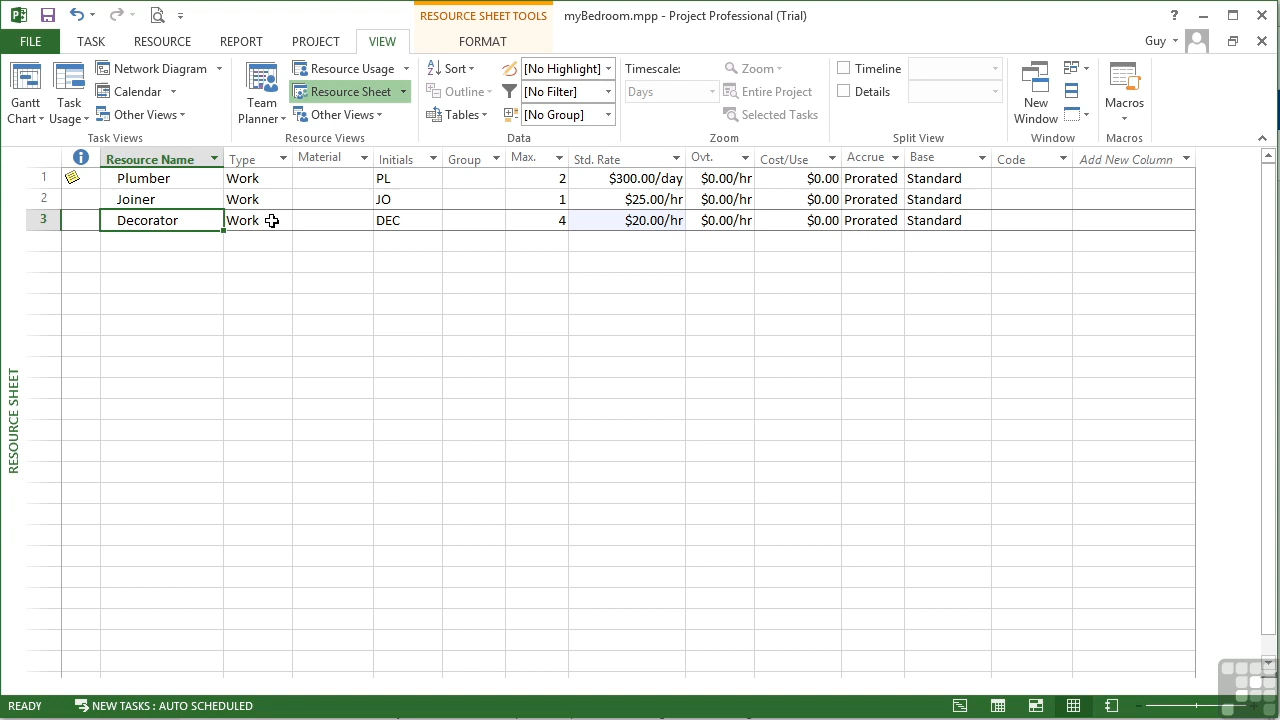 RESOURCE SHEET TOOLS myBedroom.mpp - Project Professional (Trial) ?
FILE TASK RESOURCE REPORT PROJECT VIEW FORMAT Guy
Network Diagram Resource Usage Sort [No Highlight] Timescale: Zoom Timeline
Calendar Resource Sheet Outline [No Filter] Days Entire Project Details
Gantt Chart Task Usage Team Planner New Window Macros
Other Views Other Views Tables [No Group] Selected Tasks
Task Views Resource Views Data Zoom Split View Window Macros
Resource Name Type Material Initials Group Max. Std. Rate Ovt. Cost/Use Accrue Base Code Add New Column
1 Plumber Work PL 2 $300.00/day $0.00/hr $0.00 Prorated Standard
2 Joiner Work JO 1 $25.00/hr $0.00/hr $0.00 Prorated Standard
3 Decorator Work DEC 4 $20.00/hr $0.00/hr $0.00 Prorated Standard
RESOURCE SHEET
READY NEW TASKS : AUTO SCHEDULED